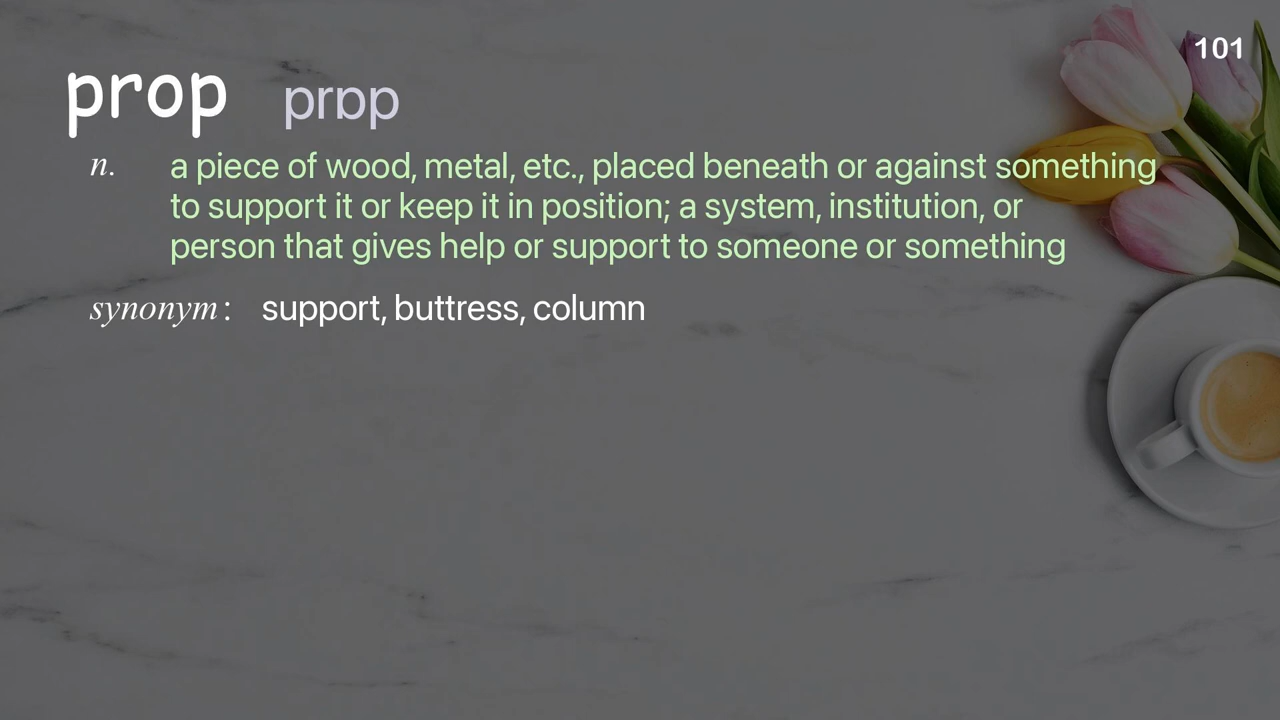 101
prop prɒp
n. a piece of wood, metal, etc., placed beneath or against something
to support it or keep it in position; a system, institution, or
person that gives help or support to someone or something
synonym: support, buttress, column